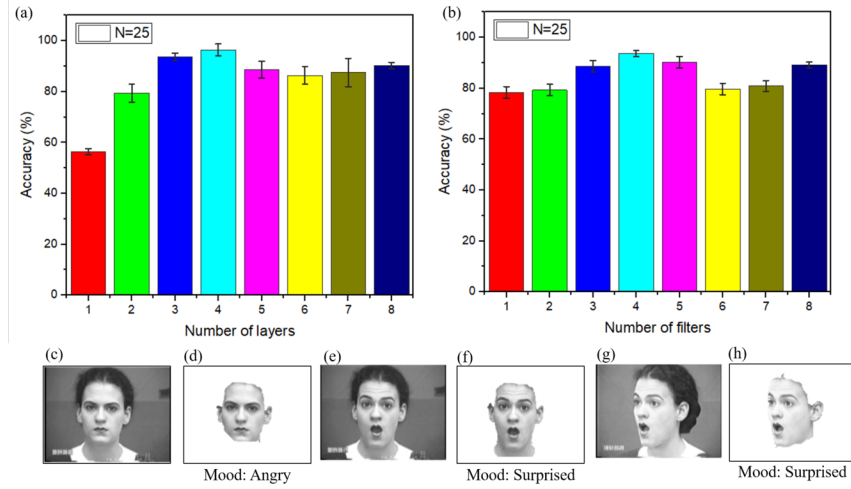 (a)
N=25
100
80
60
40
20
0
Accuracy (%)
1 2 3 4 5 6 7 8
Number of layers
(b)
N=25
100
80
60
40
20
0
Accuracy (%)
1 2 3 4 5 6 7 8
Number of filters
(c) (d) (e) (f) (g) (h)
Mood: Angry Mood: Surprised Mood: Surprised